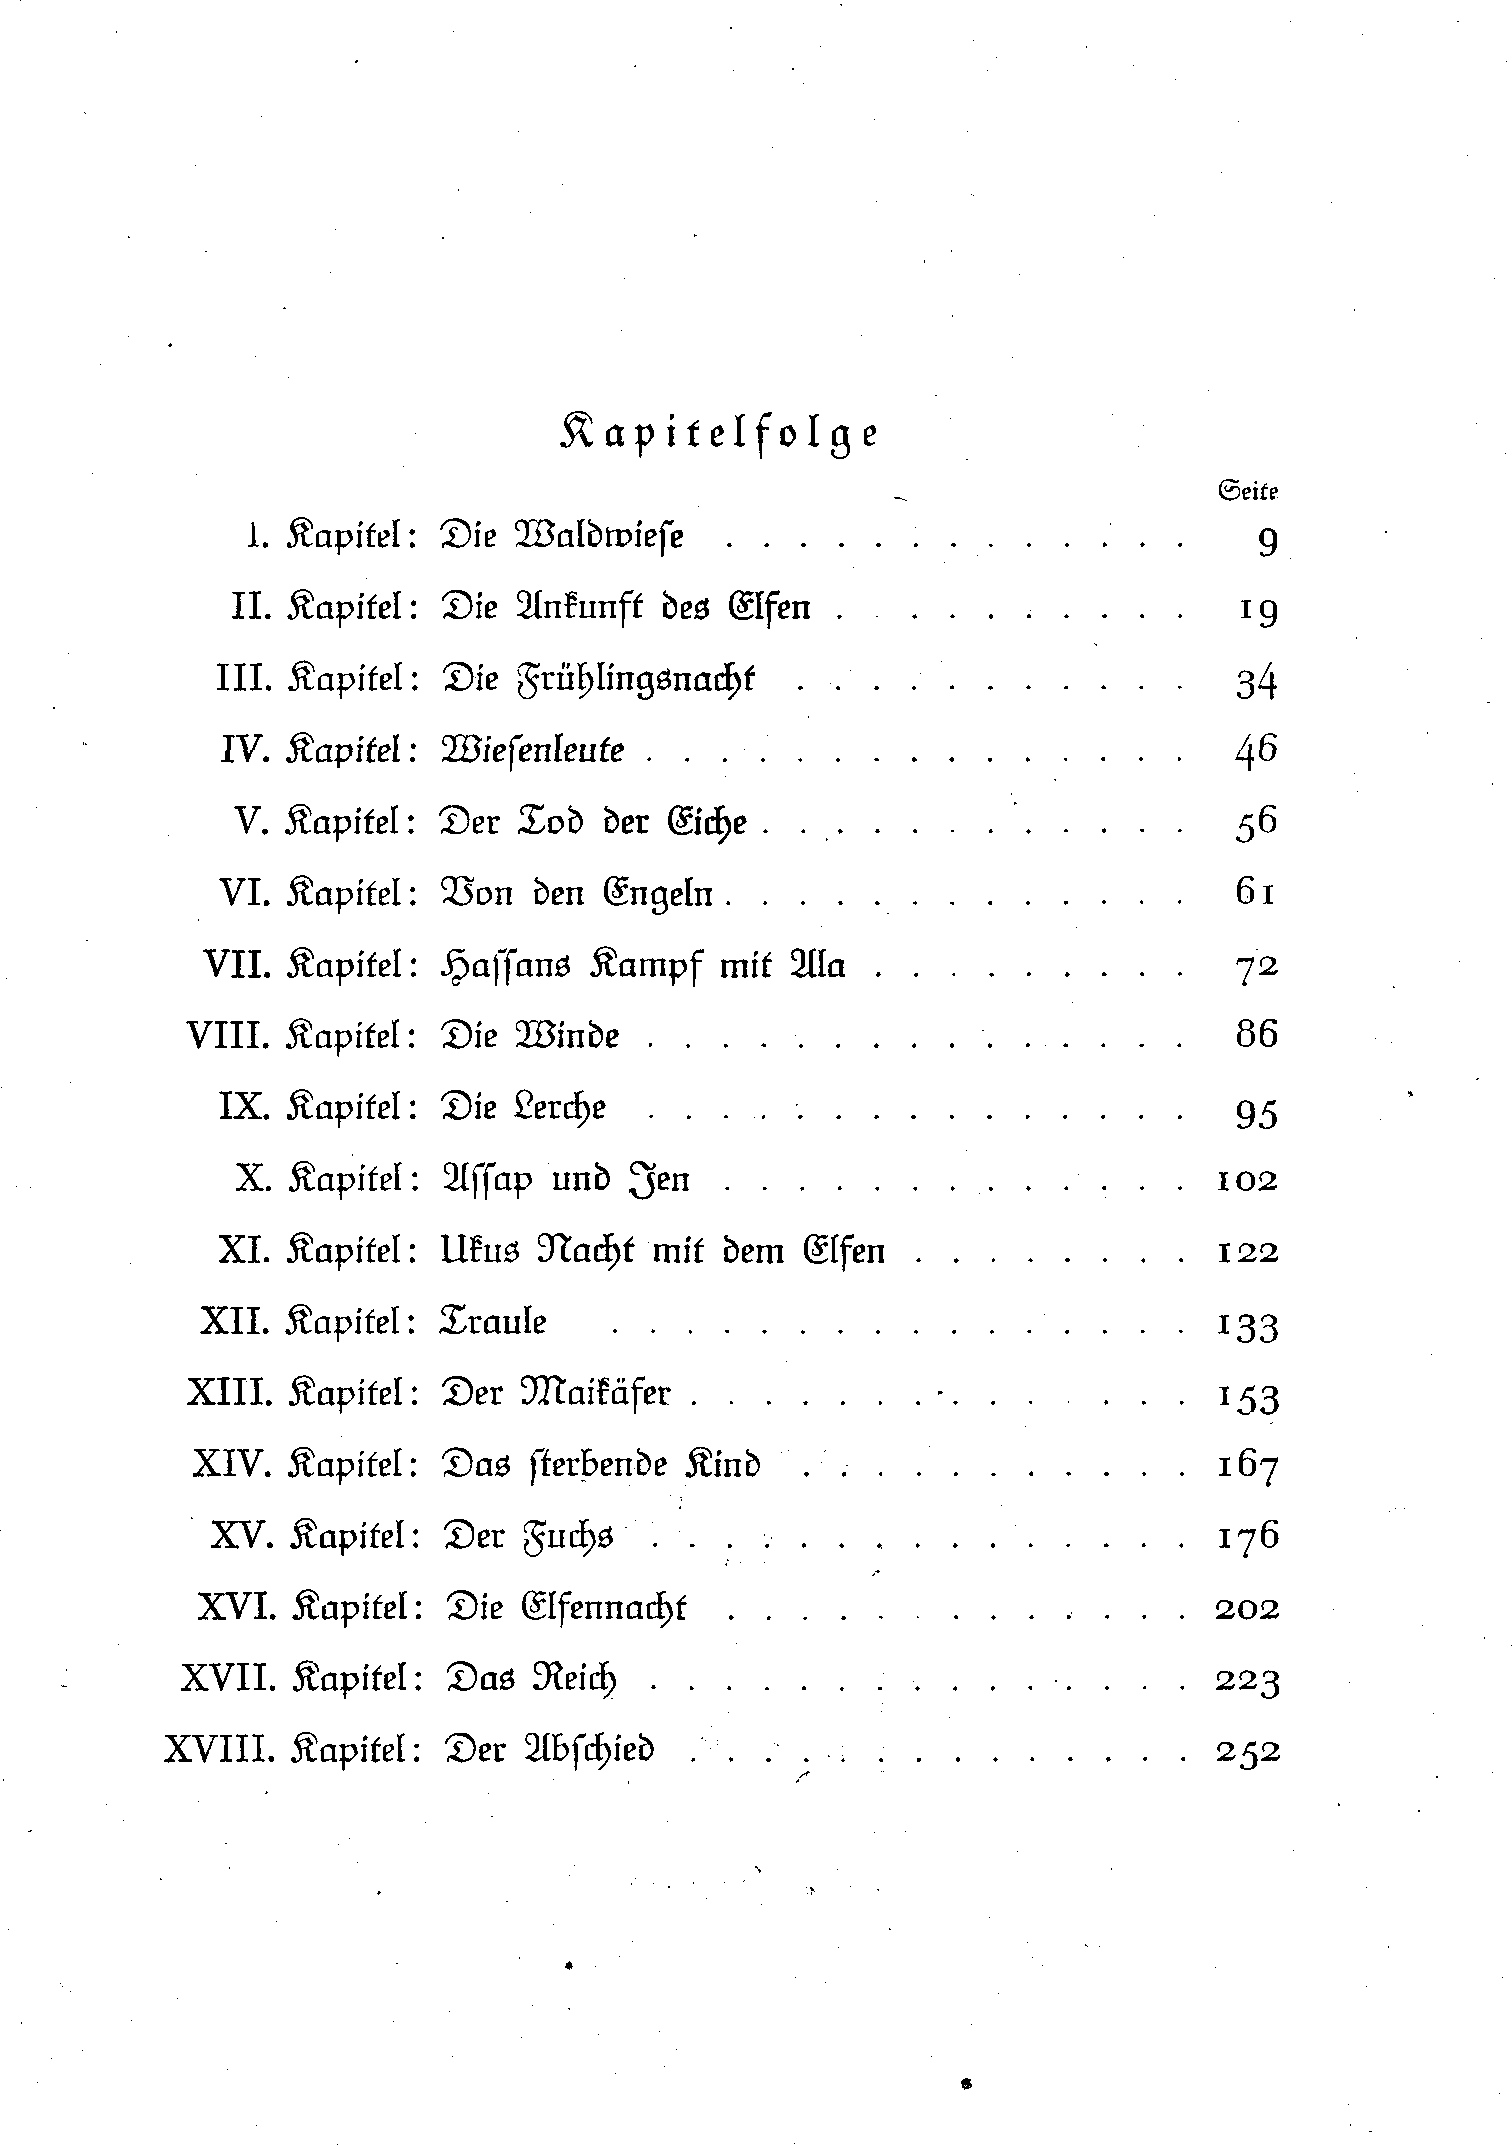 Kapitelfolge
Seite
I. Kapitel: Die Waldwieſe . . . . . . . . . . . . . 9
II. Kapitel: Die Ankunft des Elfen . . . . . . . . . . 19
III. Kapitel: Die Frühlingsnacht . . . . . . . . . . . 34
IV. Kapitel: Wieſenleute . . . . . . . . . . . . . . . 46
V. Kapitel: Der Tod der Eiche . . . . . . . . . . . . 56
VI. Kapitel: Von den Engeln . . . . . . . . . . . . . 61
VII. Kapitel: Haſſans Kampf mit Ala . . . . . . . . . 72
VIII. Kapitel: Die Winde . . . . . . . . . . . . . . . 86
IX. Kapitel: Die Lerche . . . . . . . . . . . . . . . 95
X. Kapitel: Aſſap und Jen . . . . . . . . . . . . . 102
XI. Kapitel: Ukus Nacht mit dem Elfen . . . . . . . . 122
XII. Kapitel: Traule . . . . . . . . . . . . . . . . 133
XIII. Kapitel: Der Maikäfer . . . . . . . . . . . . . . 153
XIV. Kapitel: Das ſterbende Kind . . . . . . . . . . . 167
XV. Kapitel: Der Fuchs . . . . . . . . . . . . . . . 176
XVI. Kapitel: Die Elfennacht . . . . . . . . . . . . . 202
XVII. Kapitel: Das Reich . . . . . . . . . . . . . . . 223
XVIII. Kapitel: Der Abſchied . . . . . . . . . . . . . . 252